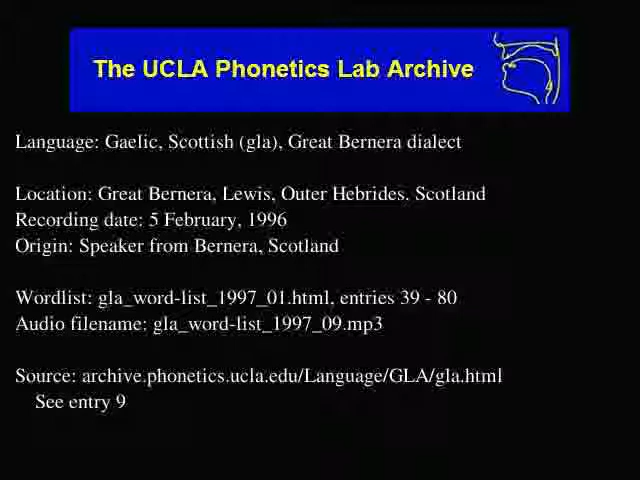 The UCLA Phonetics Lab Archive
Language: Gaelic, Scottish (gla), Great Bernera dialect
Location: Great Bernera, Lewis, Outer Hebrides. Scotland
Recording date: 5 February, 1996
Origin: Speaker from Bernera, Scotland
Wordlist: gla_word-list_1997_01.html, entries 39 - 80
Audio filename: gla_word-list_1997_09.mp3
Source: archive.phonetics.ucla.edu/Language/GLA/gla.html
See entry 9